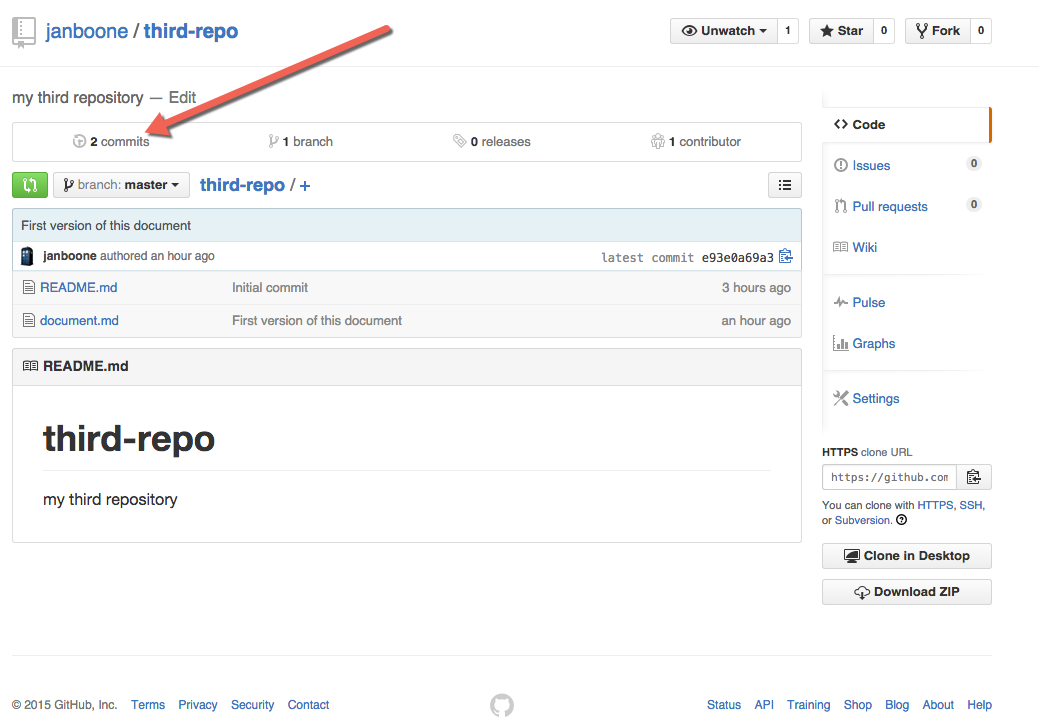 janboone / third-repo
Unwatch 1 Star 0 Fork 0
my third repository — Edit
2 commits 1 branch 0 releases 1 contributor
branch: master third-repo / +
First version of this document
janboone authored an hour ago latest commit e93e0a69a3
README.md Initial commit 3 hours ago
document.md First version of this document an hour ago
README.md
third-repo
my third repository
Code
Issues 0
Pull requests 0
Wiki
Pulse
Graphs
Settings
HTTPS clone URL
https://github.com
You can clone with HTTPS, SSH,
or Subversion.
Clone in Desktop
Download ZIP
© 2015 GitHub, Inc. Terms Privacy Security Contact
Status API Training Shop Blog About Help